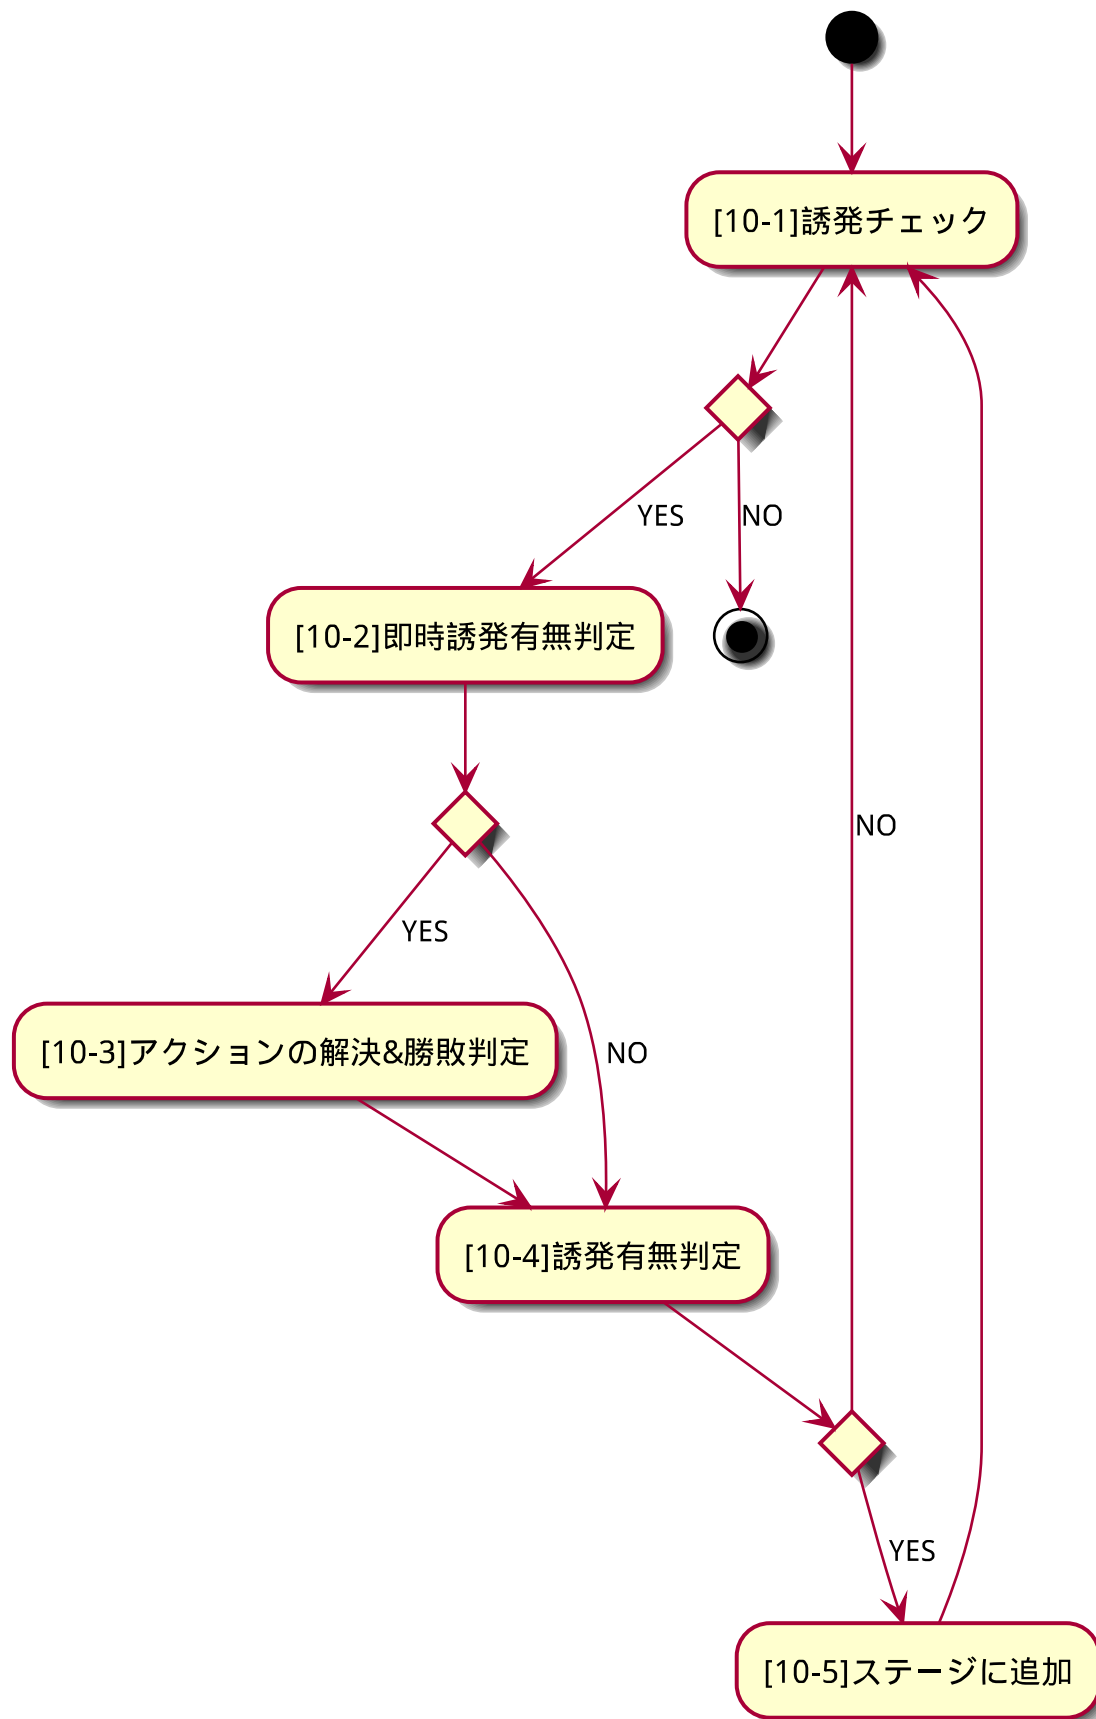 [10-1]誘発チェック
YES
NO
[10-2]即時誘発有無判定
NO
YES
[10-3]アクションの解決&勝敗判定
NO
[10-4]誘発有無判定
YES
[10-5]ステージに追加